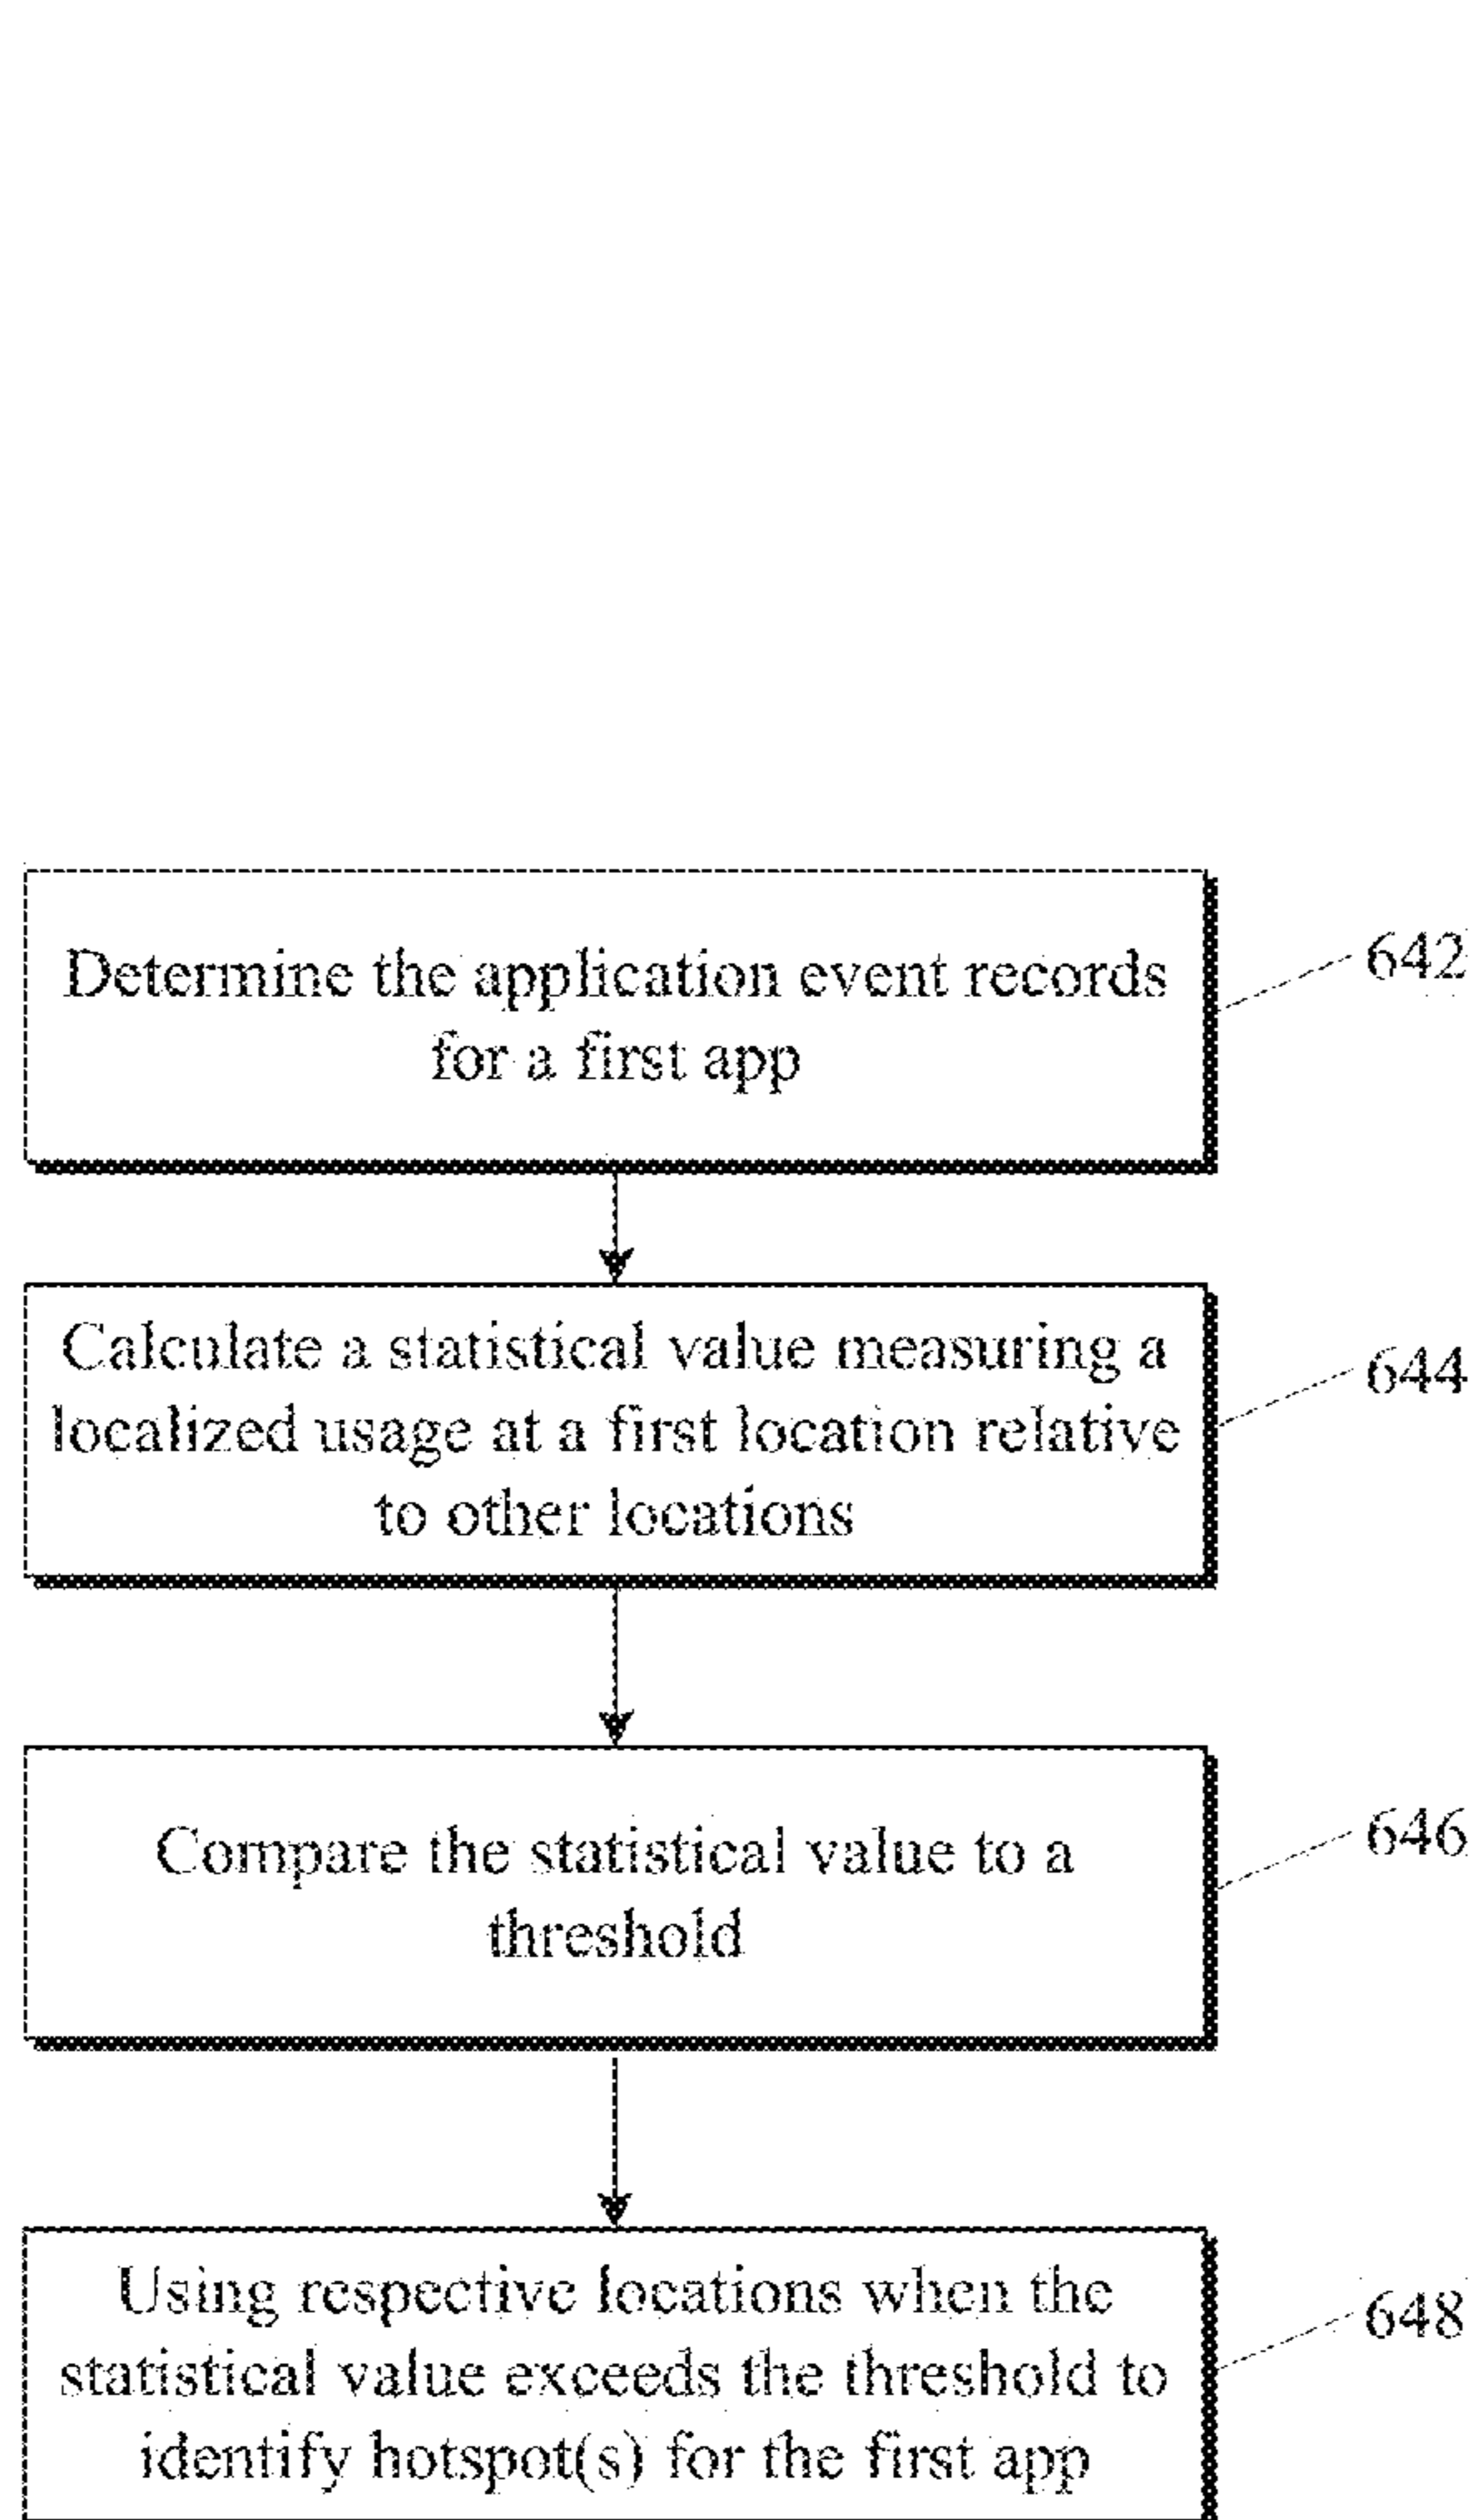 Determine the application event records
for a first app
642
Calculate a statistical value measuring a
localized usage at a first location relative
to other locations
644
Compare the statistical value to a
threshold
646
Using respective locations when the
statistical value exceeds the threshold to
identify hotspot(s) for the first app
648